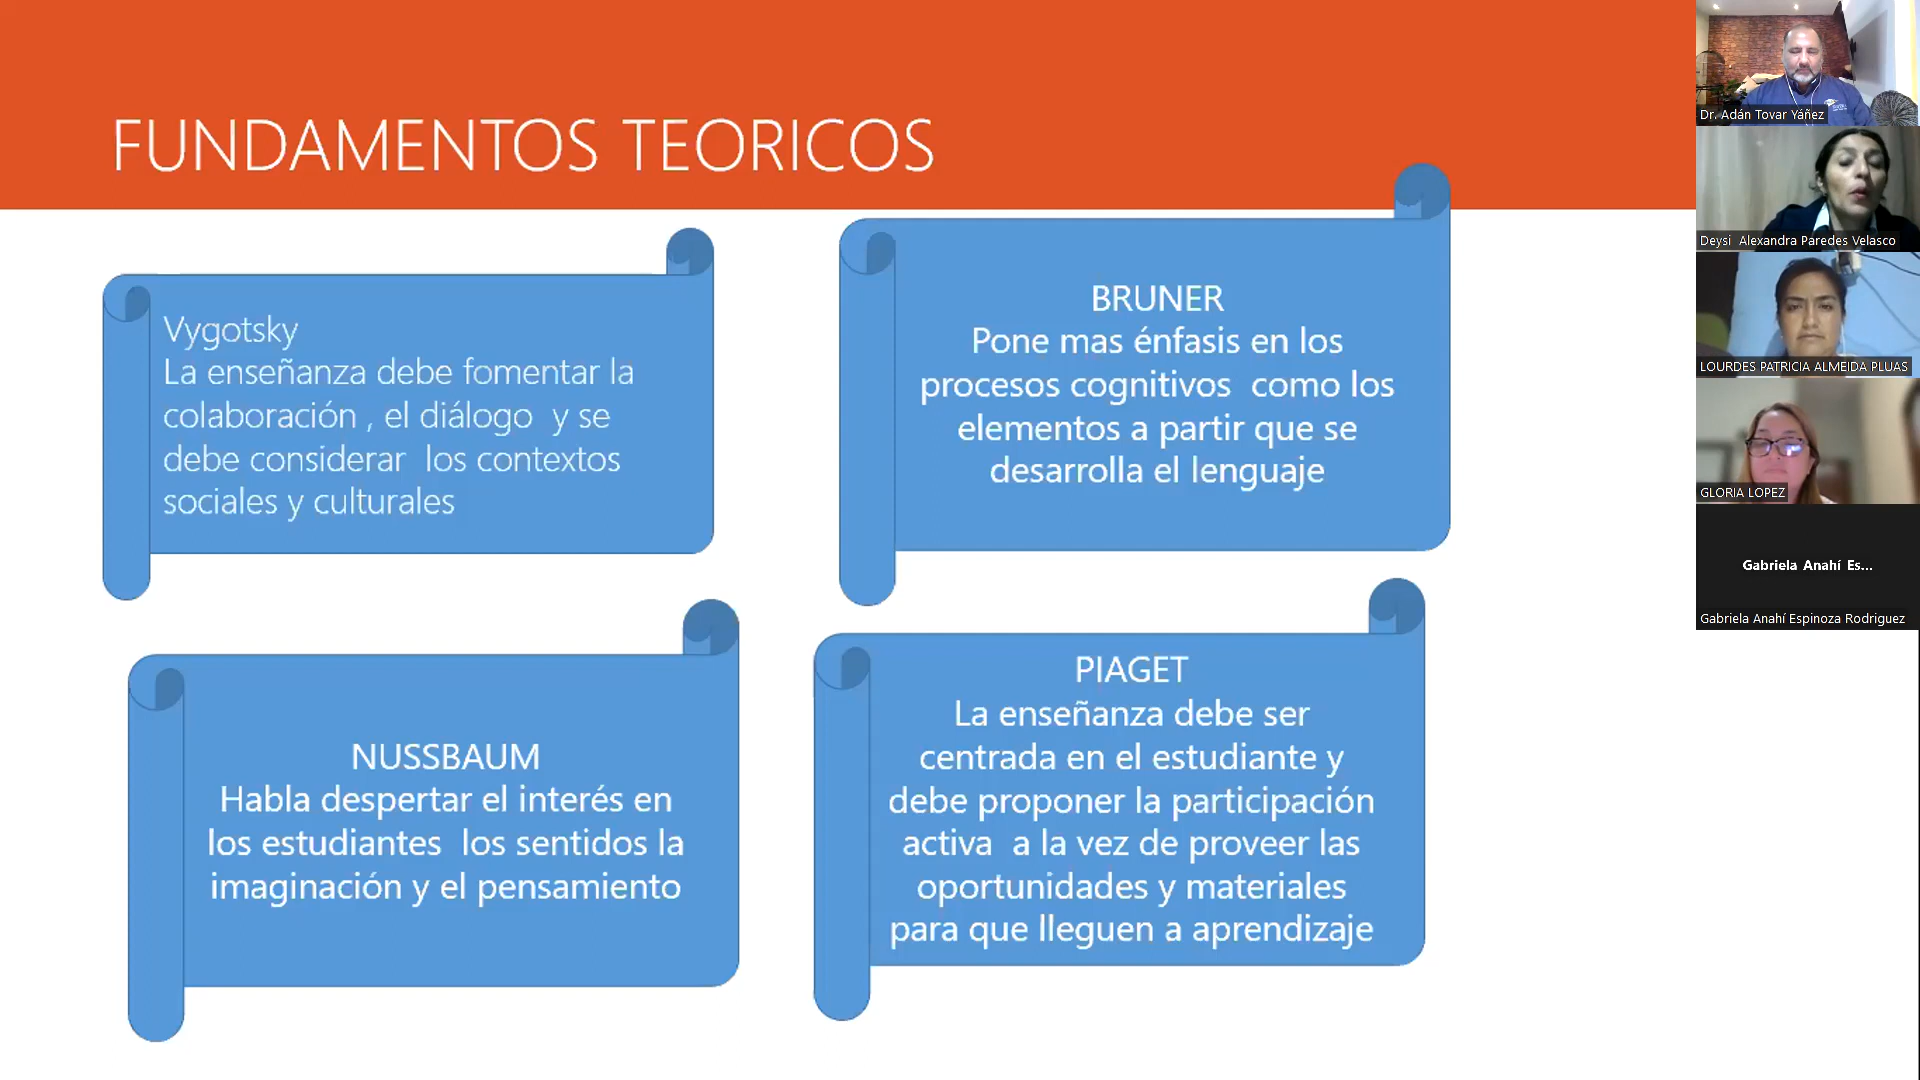 FUNDAMENTOS TEORICOS
Vygotsky
La enseñanza debe fomentar la
colaboración , el diálogo y se
debe considerar los contextos
sociales y culturales
BRUNER
Pone mas énfasis en los
procesos cognitivos como los
elementos a partir que se
desarrolla el lenguaje
NUSSBAUM
Habla despertar el interés en
los estudiantes los sentidos la
imaginación y el pensamiento
PIAGET
La enseñanza debe ser
centrada en el estudiante y
debe proponer la participación
activa a la vez de proveer las
oportunidades y materiales
para que lleguen a aprendizaje
Dr. Adán Tovar Yáñez
Deysi Alexandra Paredes Velasco
LOURDES PATRICIA ALMEIDA PLUAS
GLORIA LOPEZ
Gabriela Anahí Es...
Gabriela Anahí Espinoza Rodriguez